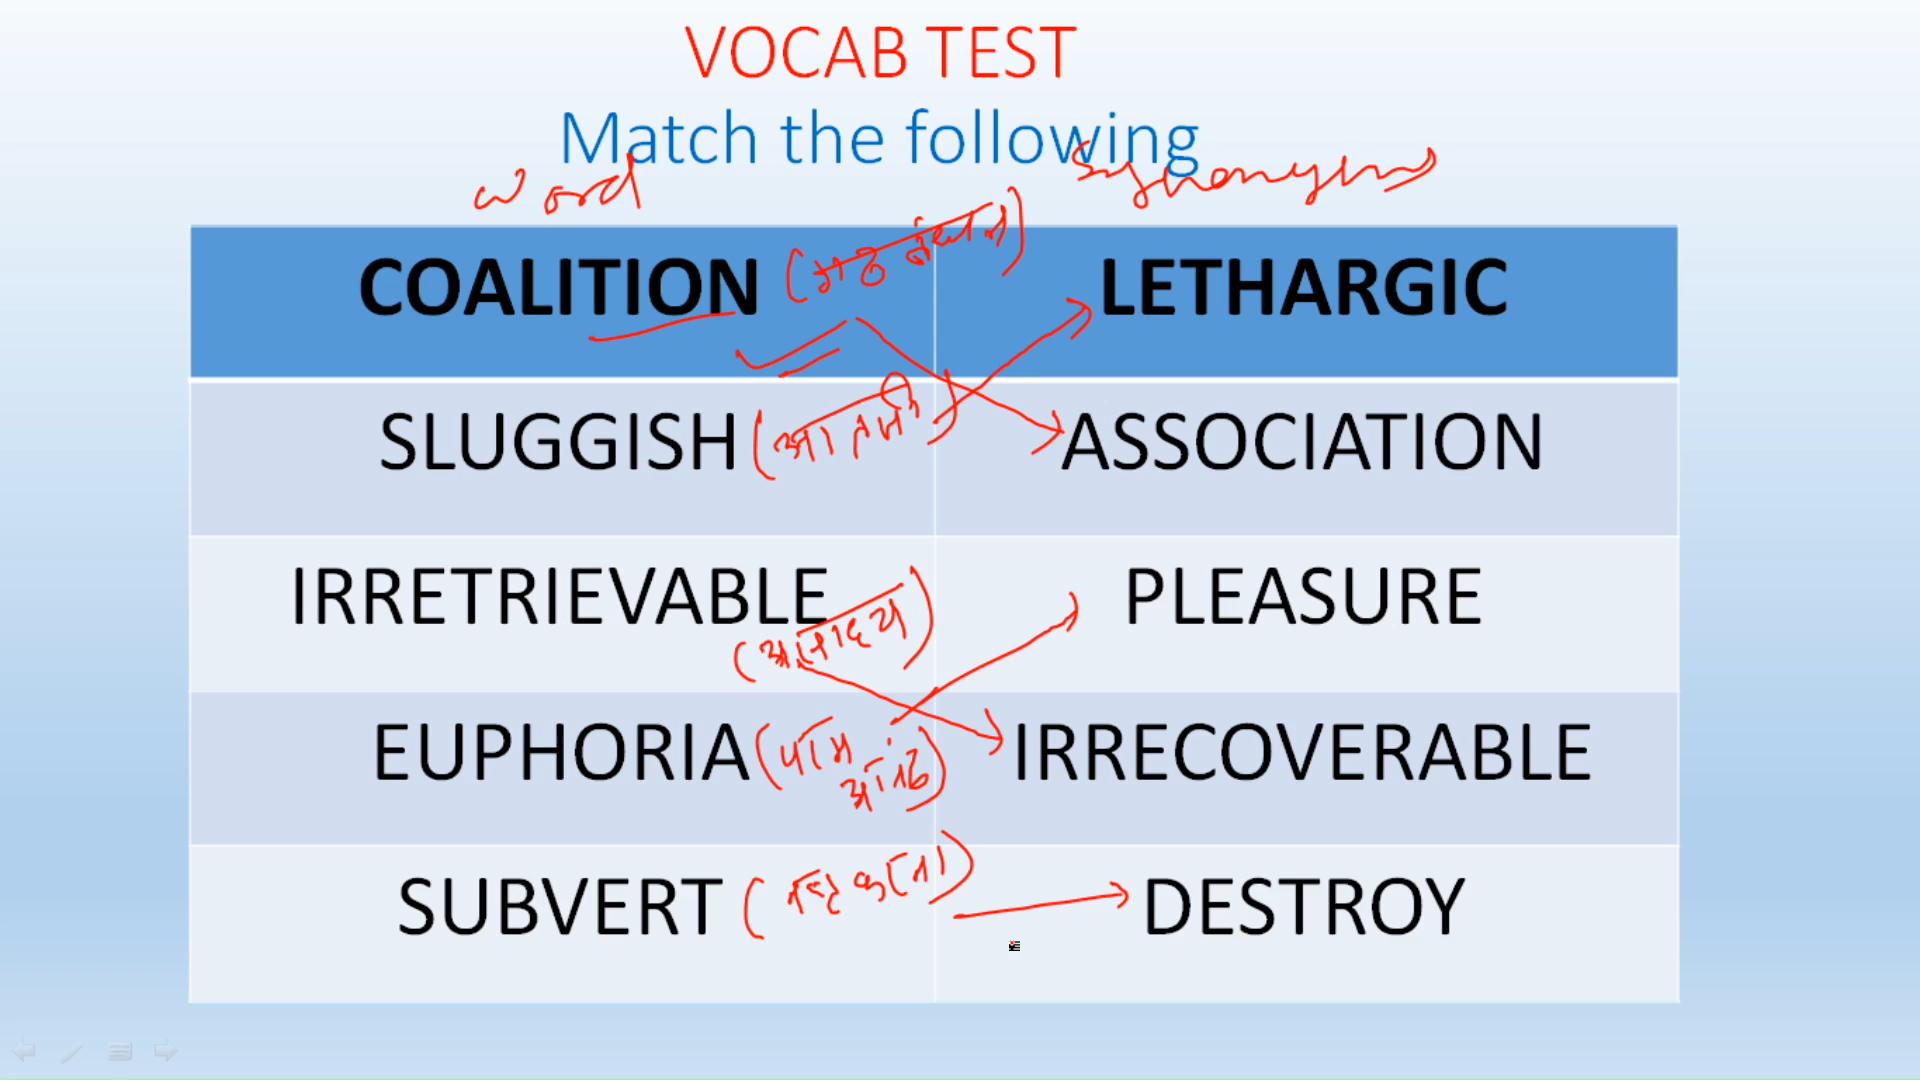 VOCAB TEST
Match the following
word synonyms
COALITION LETHARGIC
SLUGGISH ASSOCIATION
IRRETRIEVABLE PLEASURE
EUPHORIA IRRECOVERABLE
SUBVERT DESTROY